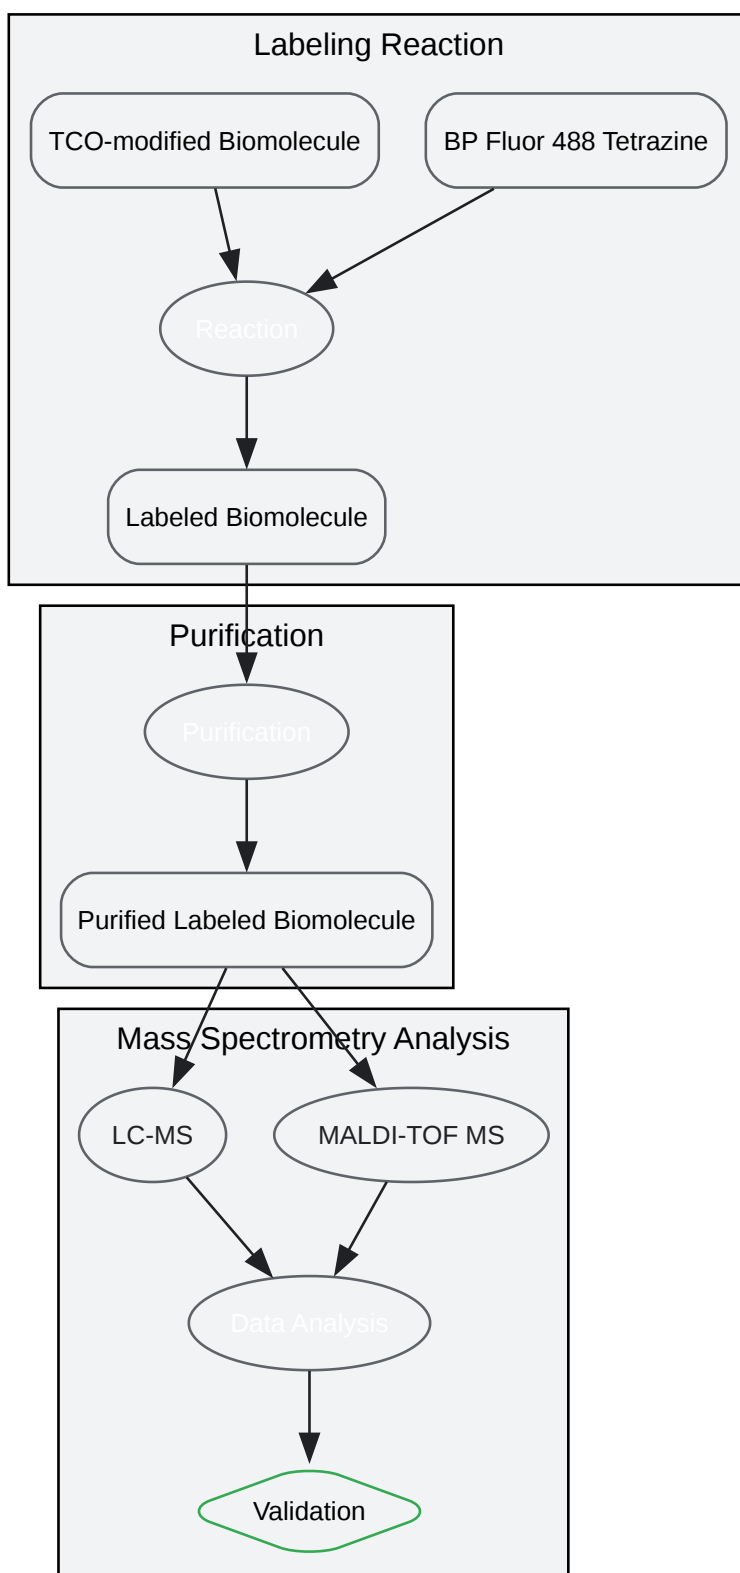 Labeling Reaction
TCO-modified Biomolecule
BP Fluor 488 Tetrazine
Reaction
Labeled Biomolecule
Purification
Purification
Purified Labeled Biomolecule
Mass Spectrometry Analysis
LC-MS
MALDI-TOF MS
Data Analysis
Validation